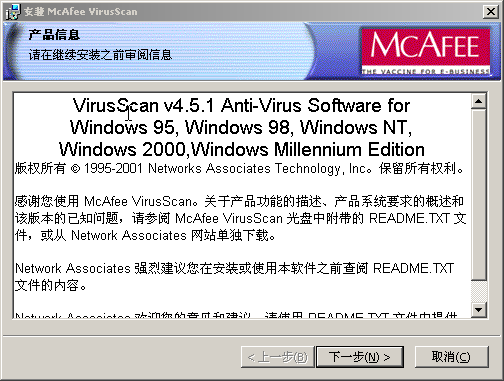 安装 McAfee VirusScan
产品信息
请在继续安装之前审阅信息
McAFEE
THE VACCINE FOR E-BUSINESS
VirusScan v4.5.1 Anti-Virus Software for
Windows 95, Windows 98, Windows NT,
Windows 2000,Windows Millennium Edition
版权所有 © 1995-2001 Networks Associates Technology, Inc。保留所有权利。
感谢您使用 McAfee VirusScan。关于产品功能的描述、产品系统要求的概述和
该版本的已知问题，请参阅 McAfee VirusScan 光盘中附带的 README.TXT 文
件，或从 Network Associates 网站单独下载。
Network Associates 强烈建议您在安装或使用本软件之前查阅 README.TXT
文件的内容。
Network Associates 欢迎您的意见和建议。请使用 README.TXT 文件中提供
< 上一步(B)
下一步(N) >
取消(C)